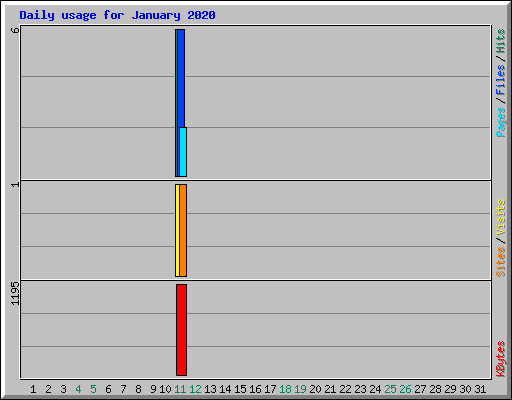 Daily usage for January 2020
6
Pages / Files / Hits
1
Sites / Visits
1195
KBytes
1 2 3 4 5 6 7 8 9 10 11 12 13 14 15 16 17 18 19 20 21 22 23 24 25 26 27 28 29 30 31